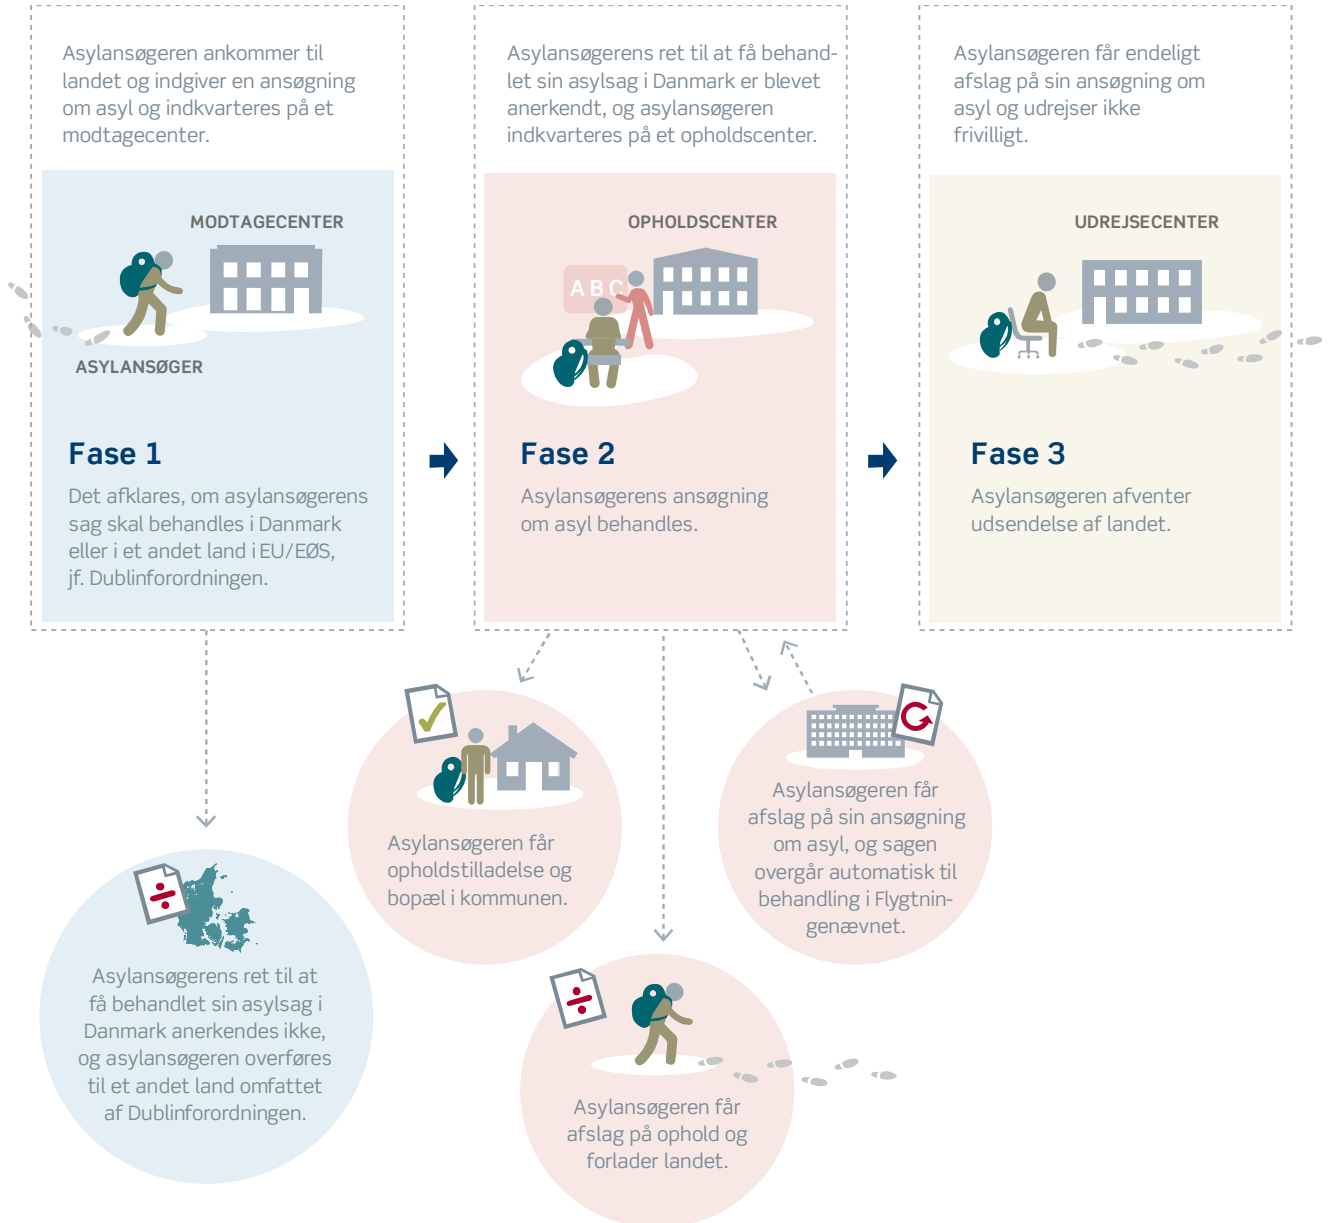 Asylansøgeren ankommer til
landet og indgiver en ansøgning
om asyl og indkvarteres på et
modtagecenter.
MODTAGECENTER
ASYLANSØGER
Fase 1
Det afklares, om asylansøgerens
sag skal behandles i Danmark
eller i et andet land i EU/EØS,
jf. Dublinforordningen.
Asylansøgerens ret til at få behand-
let sin asylsag i Danmark er blevet
anerkendt, og asylansøgeren
indkvarteres på et opholdscenter.
OPHOLDSCENTER
ABC
Fase 2
Asylansøgerens ansøgning
om asyl behandles.
Asylansøgeren får endeligt
afslag på sin ansøgning om
asyl og udrejser ikke
frivilligt.
UDREJSECENTER
Fase 3
Asylansøgeren afventer
udsendelse af landet.
Asylansøgerens ret til at
få behandlet sin asylsag i
Danmark anerkendes ikke,
og asylansøgeren overføres
til et andet land omfattet
af Dublinforordningen.
Asylansøgeren får
opholdstilladelse og
bopæl i kommunen.
Asylansøgeren får
afslag på ophold og
forlader landet.
Asylansøgeren får
afslag på sin ansøgning
om asyl, og sagen
overgår automatisk til
behandling i Flygtnin-
genævnet.